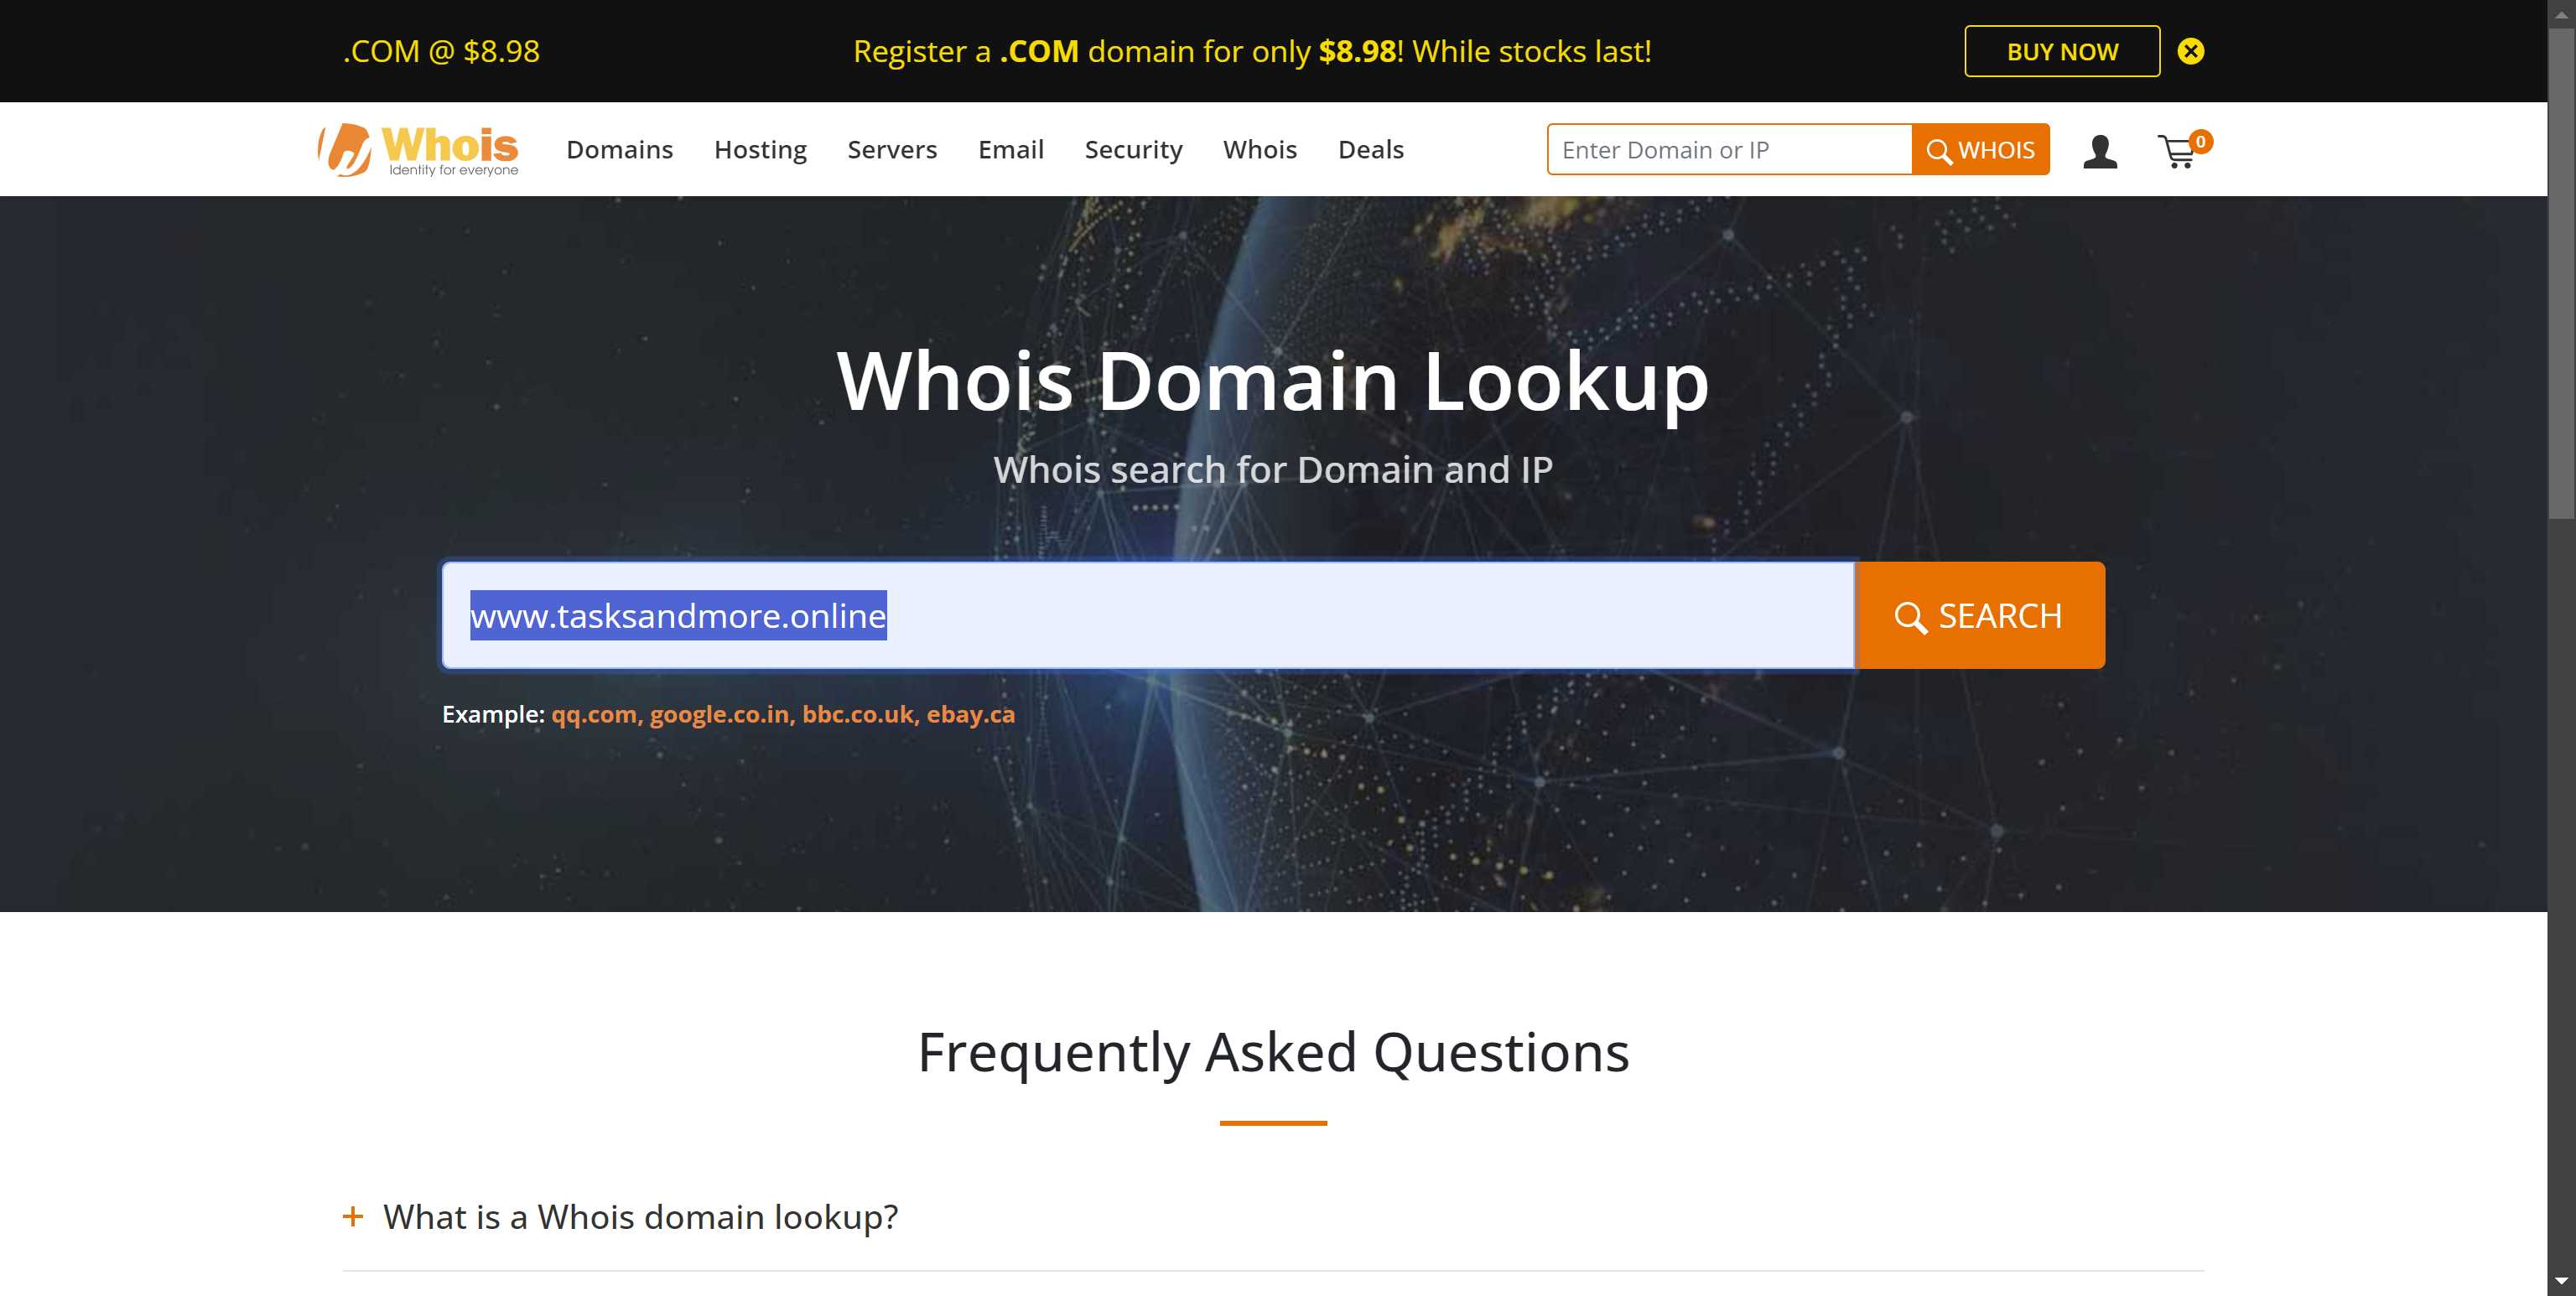 .COM @ $8.98
Register a .COM domain for only $8.98! While stocks last!
BUY NOW
Whois
Identity for everyone
Domains Hosting Servers Email Security Whois Deals
Enter Domain or IP
WHOIS
0
Whois Domain Lookup
Whois search for Domain and IP
www.tasksandmore.online
SEARCH
Example: qq.com, google.co.in, bbc.co.uk, ebay.ca
Frequently Asked Questions
+ What is a Whois domain lookup?